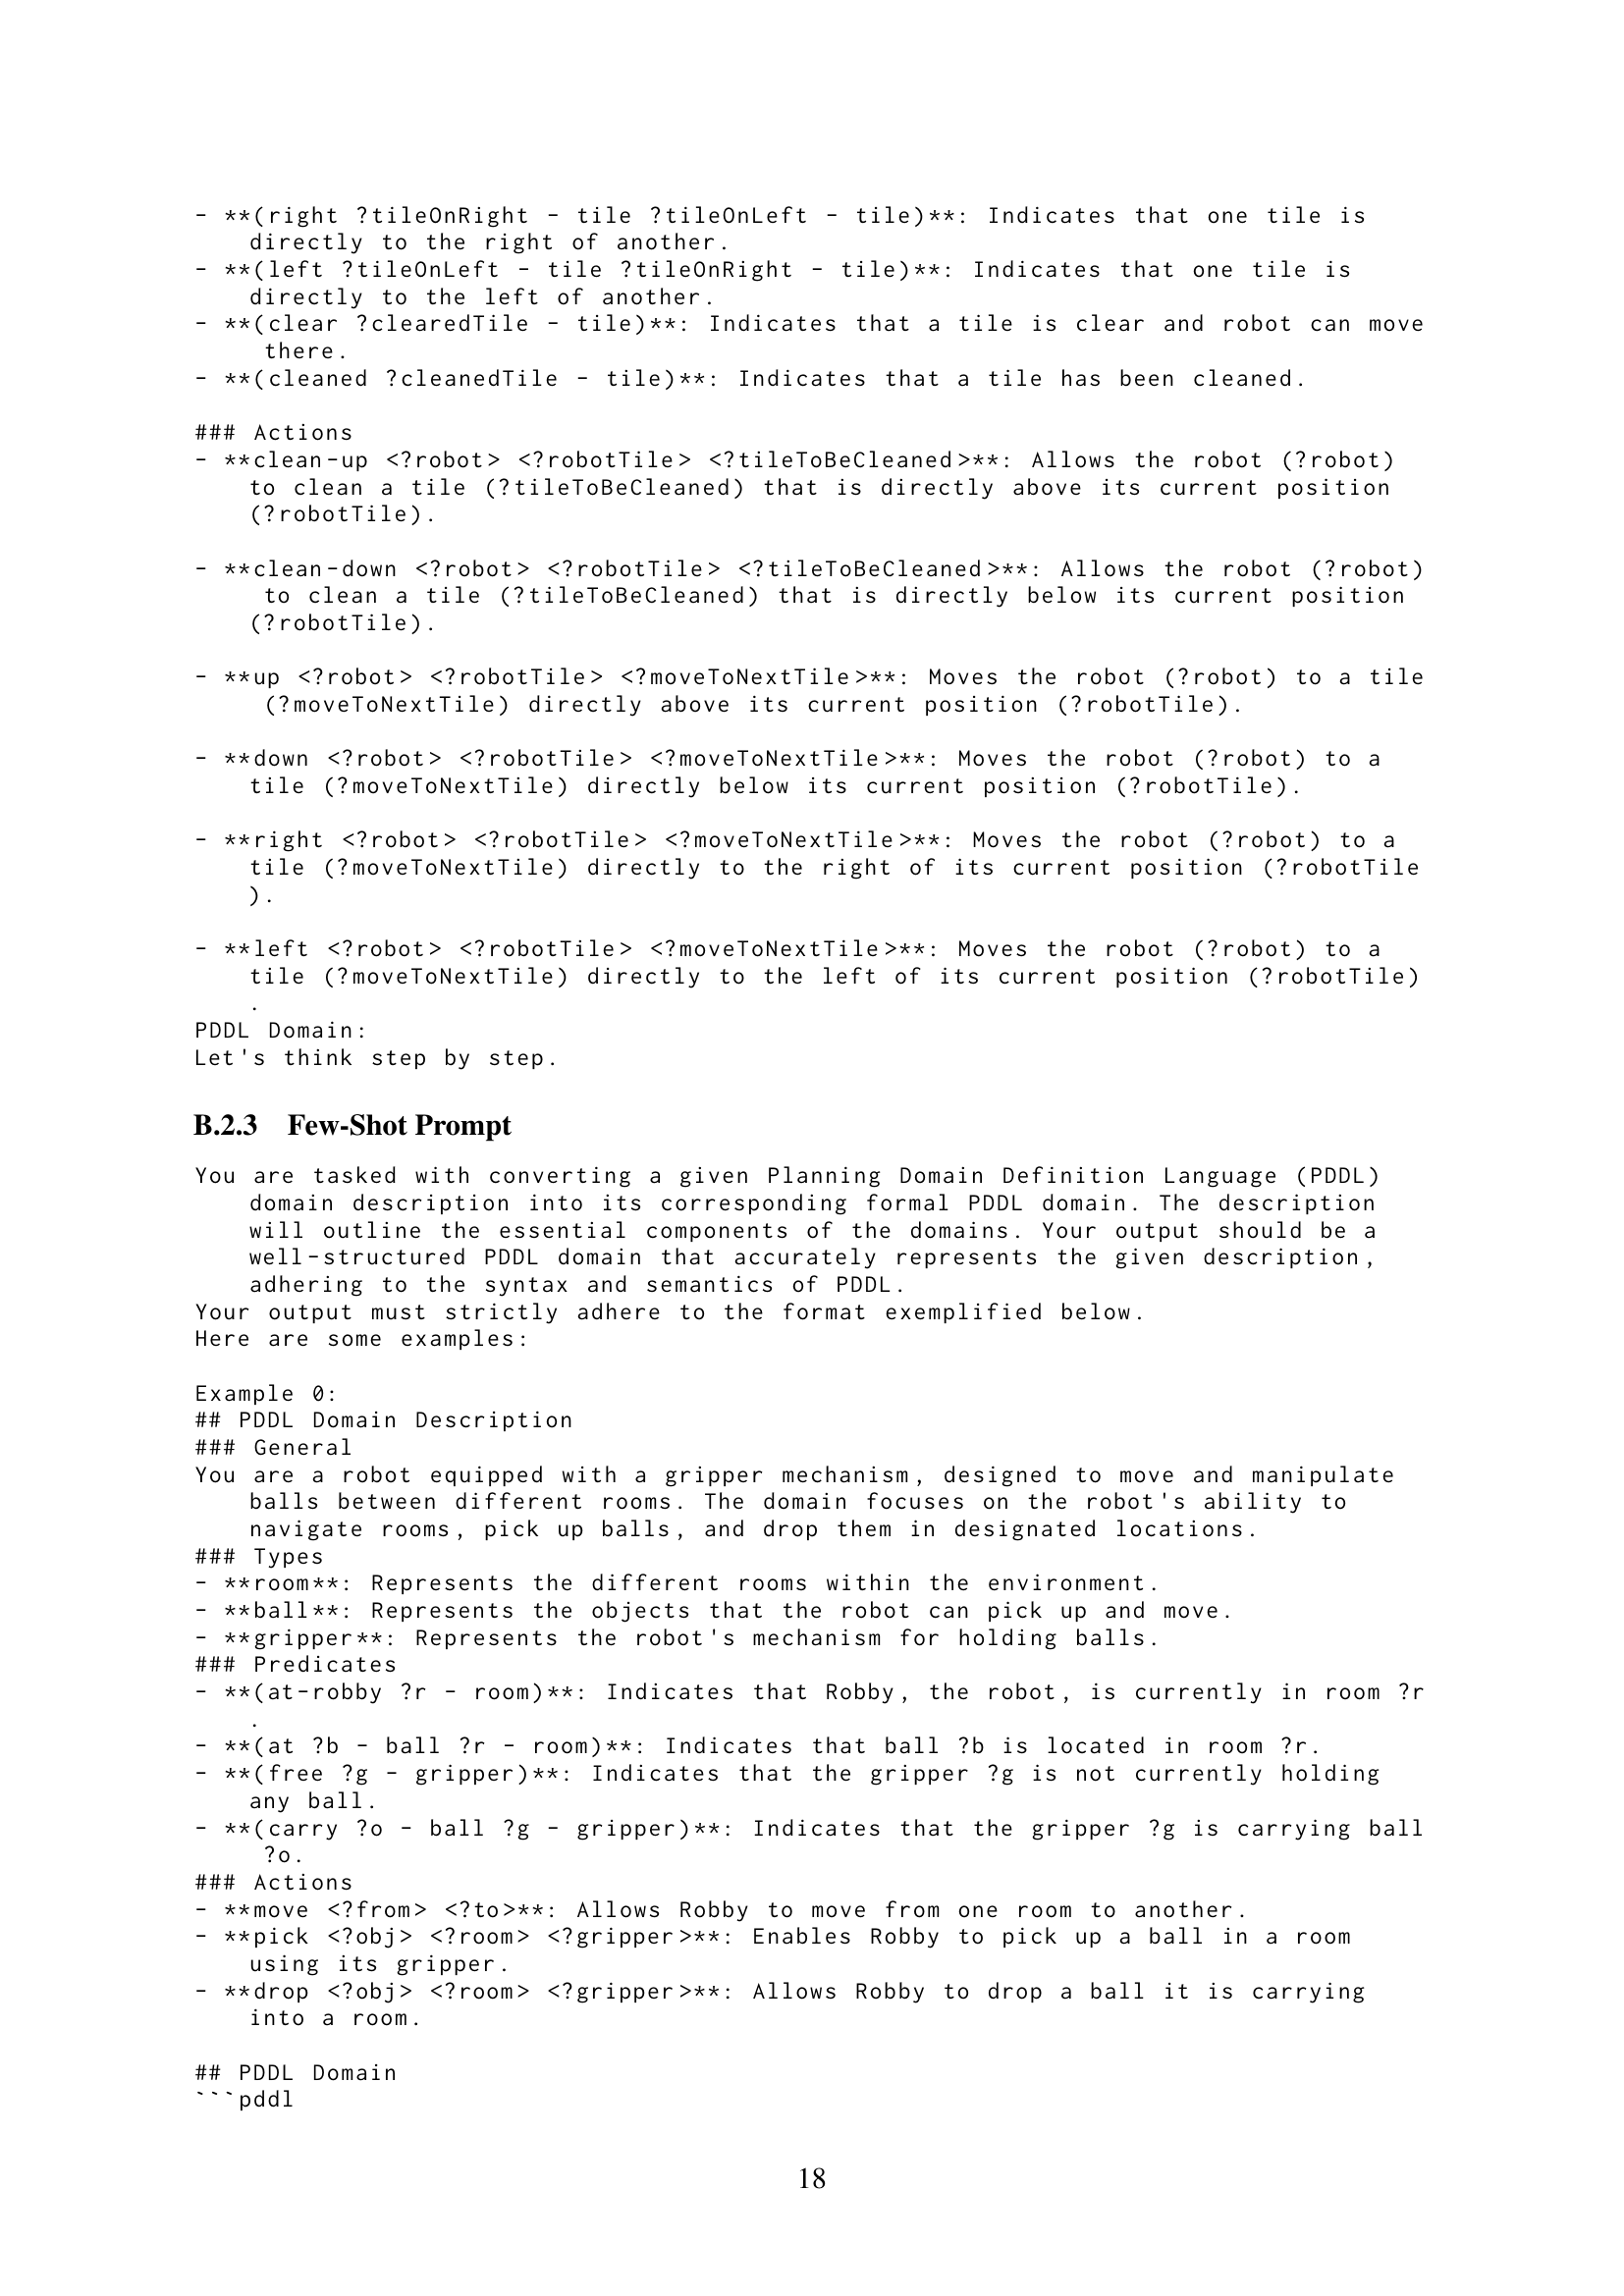 - **(right ?tileOnRight - tile ?tileOnLeft - tile)**: Indicates that one tile is
directly to the right of another.
- **(left ?tileOnLeft - tile ?tileOnRight - tile)**: Indicates that one tile is
directly to the left of another.
- **(clear ?clearedTile - tile)**: Indicates that a tile is clear and robot can move
there.
- **(cleaned ?cleanedTile - tile)**: Indicates that a tile has been cleaned.
### Actions
- **clean-up <?robot> <?robotTile> <?tileToBeCleaned>**: Allows the robot (?robot)
to clean a tile (?tileToBeCleaned) that is directly above its current position
(?robotTile).
- **clean-down <?robot> <?robotTile> <?tileToBeCleaned>**: Allows the robot (?robot)
to clean a tile (?tileToBeCleaned) that is directly below its current position
(?robotTile).
- **up <?robot> <?robotTile> <?moveToNextTile>**: Moves the robot (?robot) to a tile
(?moveToNextTile) directly above its current position (?robotTile).
- **down <?robot> <?robotTile> <?moveToNextTile>**: Moves the robot (?robot) to a
tile (?moveToNextTile) directly below its current position (?robotTile).
- **right <?robot> <?robotTile> <?moveToNextTile>**: Moves the robot (?robot) to a
tile (?moveToNextTile) directly to the right of its current position (?robotTile
).
- **left <?robot> <?robotTile> <?moveToNextTile>**: Moves the robot (?robot) to a
tile (?moveToNextTile) directly to the left of its current position (?robotTile)
.
PDDL Domain:
Let's think step by step.
B.2.3 Few-Shot Prompt
You are tasked with converting a given Planning Domain Definition Language (PDDL)
domain description into its corresponding formal PDDL domain. The description
will outline the essential components of the domains. Your output should be a
well-structured PDDL domain that accurately represents the given description,
adhering to the syntax and semantics of PDDL.
Your output must strictly adhere to the format exemplified below.
Here are some examples:
Example 0:
## PDDL Domain Description
### General
You are a robot equipped with a gripper mechanism, designed to move and manipulate
balls between different rooms. The domain focuses on the robot's ability to
navigate rooms, pick up balls, and drop them in designated locations.
### Types
- **room**: Represents the different rooms within the environment.
- **ball**: Represents the objects that the robot can pick up and move.
- **gripper**: Represents the robot's mechanism for holding balls.
### Predicates
- **(at-robby ?r - room)**: Indicates that Robby, the robot, is currently in room ?r
.
- **(at ?b - ball ?r - room)**: Indicates that ball ?b is located in room ?r.
- **(free ?g - gripper)**: Indicates that the gripper ?g is not currently holding
any ball.
- **(carry ?o - ball ?g - gripper)**: Indicates that the gripper ?g is carrying ball
?o.
### Actions
- **move <?from> <?to>**: Allows Robby to move from one room to another.
- **pick <?obj> <?room> <?gripper>**: Enables Robby to pick up a ball in a room
using its gripper.
- **drop <?obj> <?room> <?gripper>**: Allows Robby to drop a ball it is carrying
into a room.
## PDDL Domain
```pddl
18